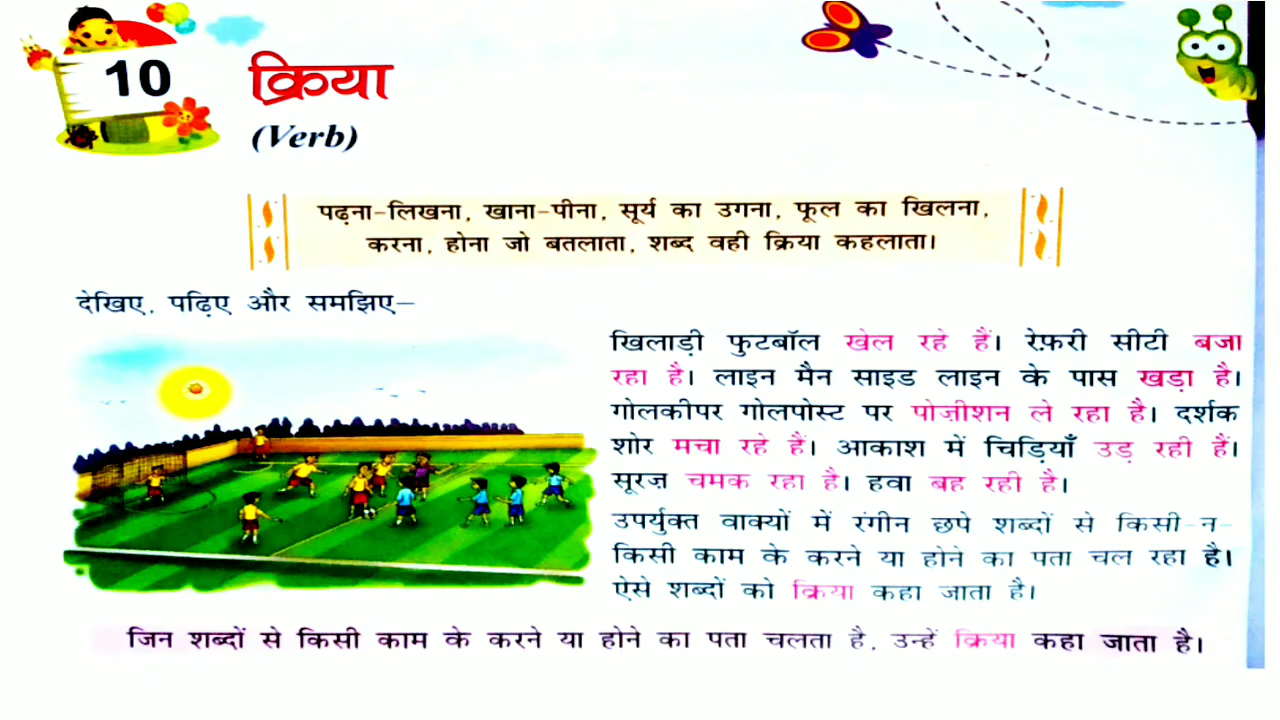 10
क्रिया
(Verb)
पढ़ना-लिखना, खाना-पीना, सूर्य का उगना, फूल का खिलना,
करना, होना जो बतलाता, शब्द वही क्रिया कहलाता।
देखिए, पढ़िए और समझिए–
खिलाड़ी फुटबॉल खेल रहे हैं। रेफ़री सीटी बजा
रहा है। लाइन मैन साइड लाइन के पास खड़ा है।
गोलकीपर गोलपोस्ट पर पोज़ीशन ले रहा है। दर्शक
शोर मचा रहे हैं। आकाश में चिड़ियाँ उड़ रही हैं।
सूरज़ चमक रहा है। हवा बह रही है।
उपर्युक्त वाक्यों में रंगीन छपे शब्दों से किसी-न-
किसी काम के करने या होने का पता चल रहा है।
ऐसे शब्दों को क्रिया कहा जाता है।
जिन शब्दों से किसी काम के करने या होने का पता चलता है, उन्हें क्रिया कहा जाता है।